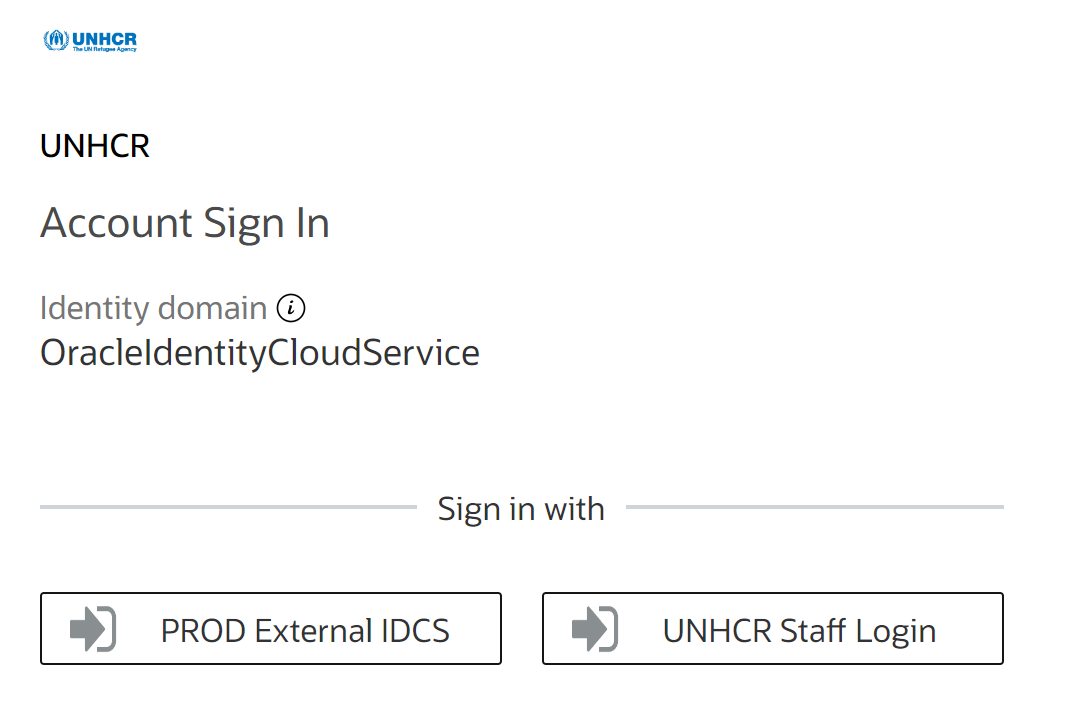 UNHCR
The UN Refugee Agency
UNHCR
Account Sign In
Identity domain i
OracleIdentityCloudService
Sign in with
PROD External IDCS
UNHCR Staff Login